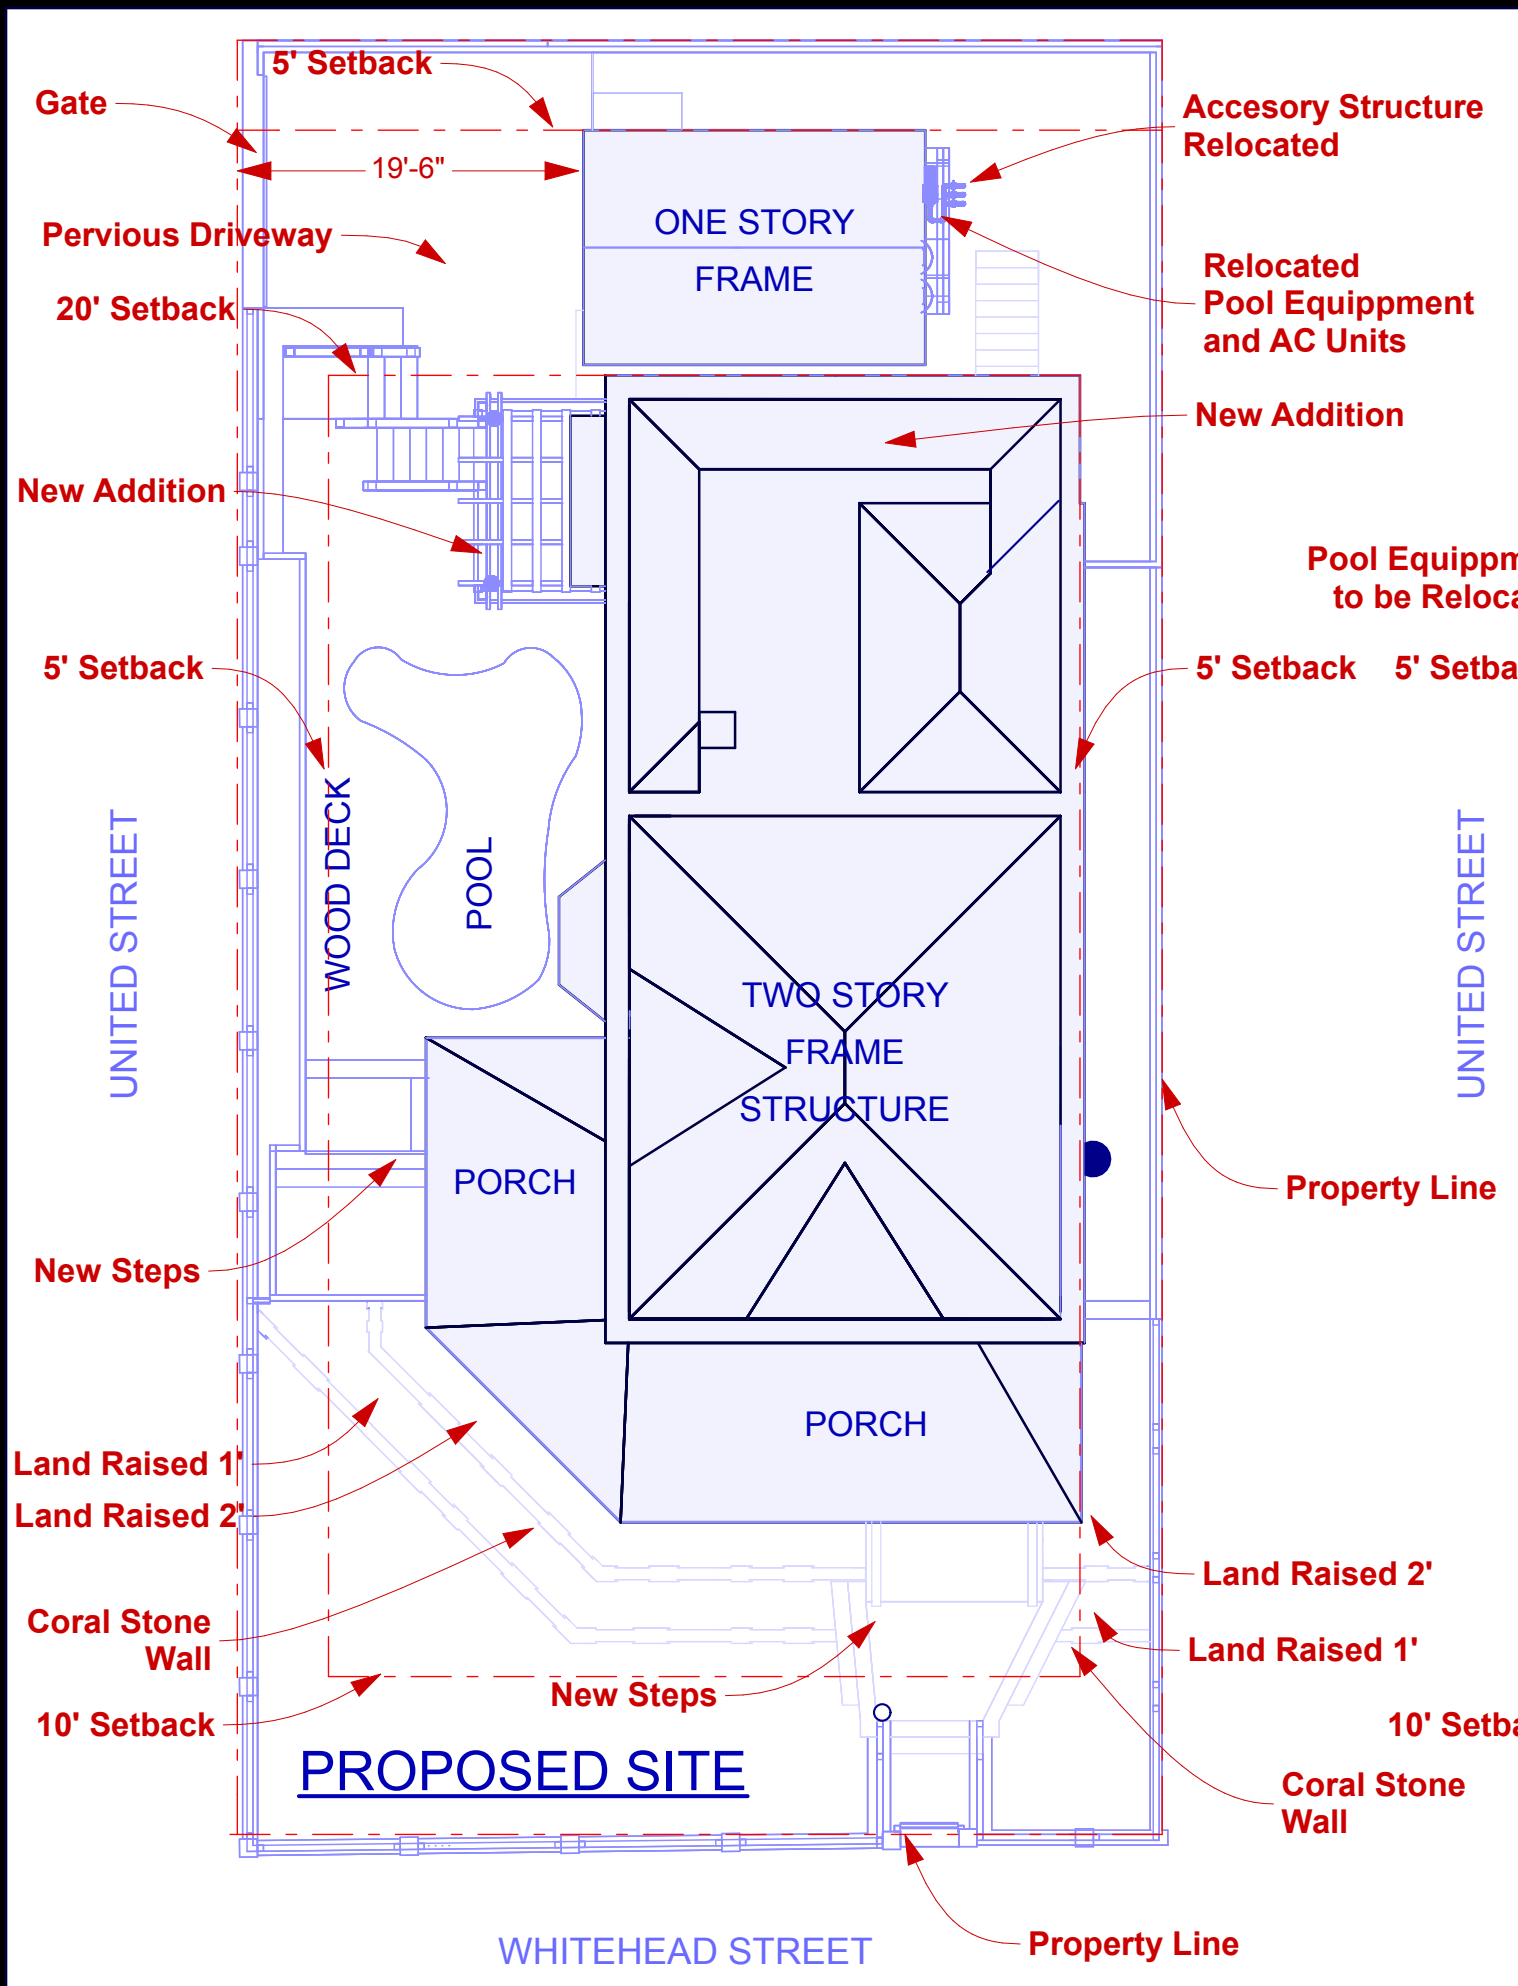 5' Setback
Gate
Accesory Structure
Relocated
19'-6"
ONE STORY
FRAME
Pervious Driveway
Relocated
Pool Equippment
and AC Units
20' Setback
New Addition
New Addition
Pool Equippm
to be Reloca
5' Setback
5' Setback
5' Setba
WOOD DECK
POOL
UNITED STREET
UNITED STREET
TWO STORY
FRAME
STRUCTURE
PORCH
Property Line
New Steps
PORCH
Land Raised 1'
Land Raised 2'
Land Raised 2'
Coral Stone
Wall
Land Raised 1'
New Steps
10' Setback
10' Setba
PROPOSED SITE
Coral Stone
Wall
Property Line
WHITEHEAD STREET